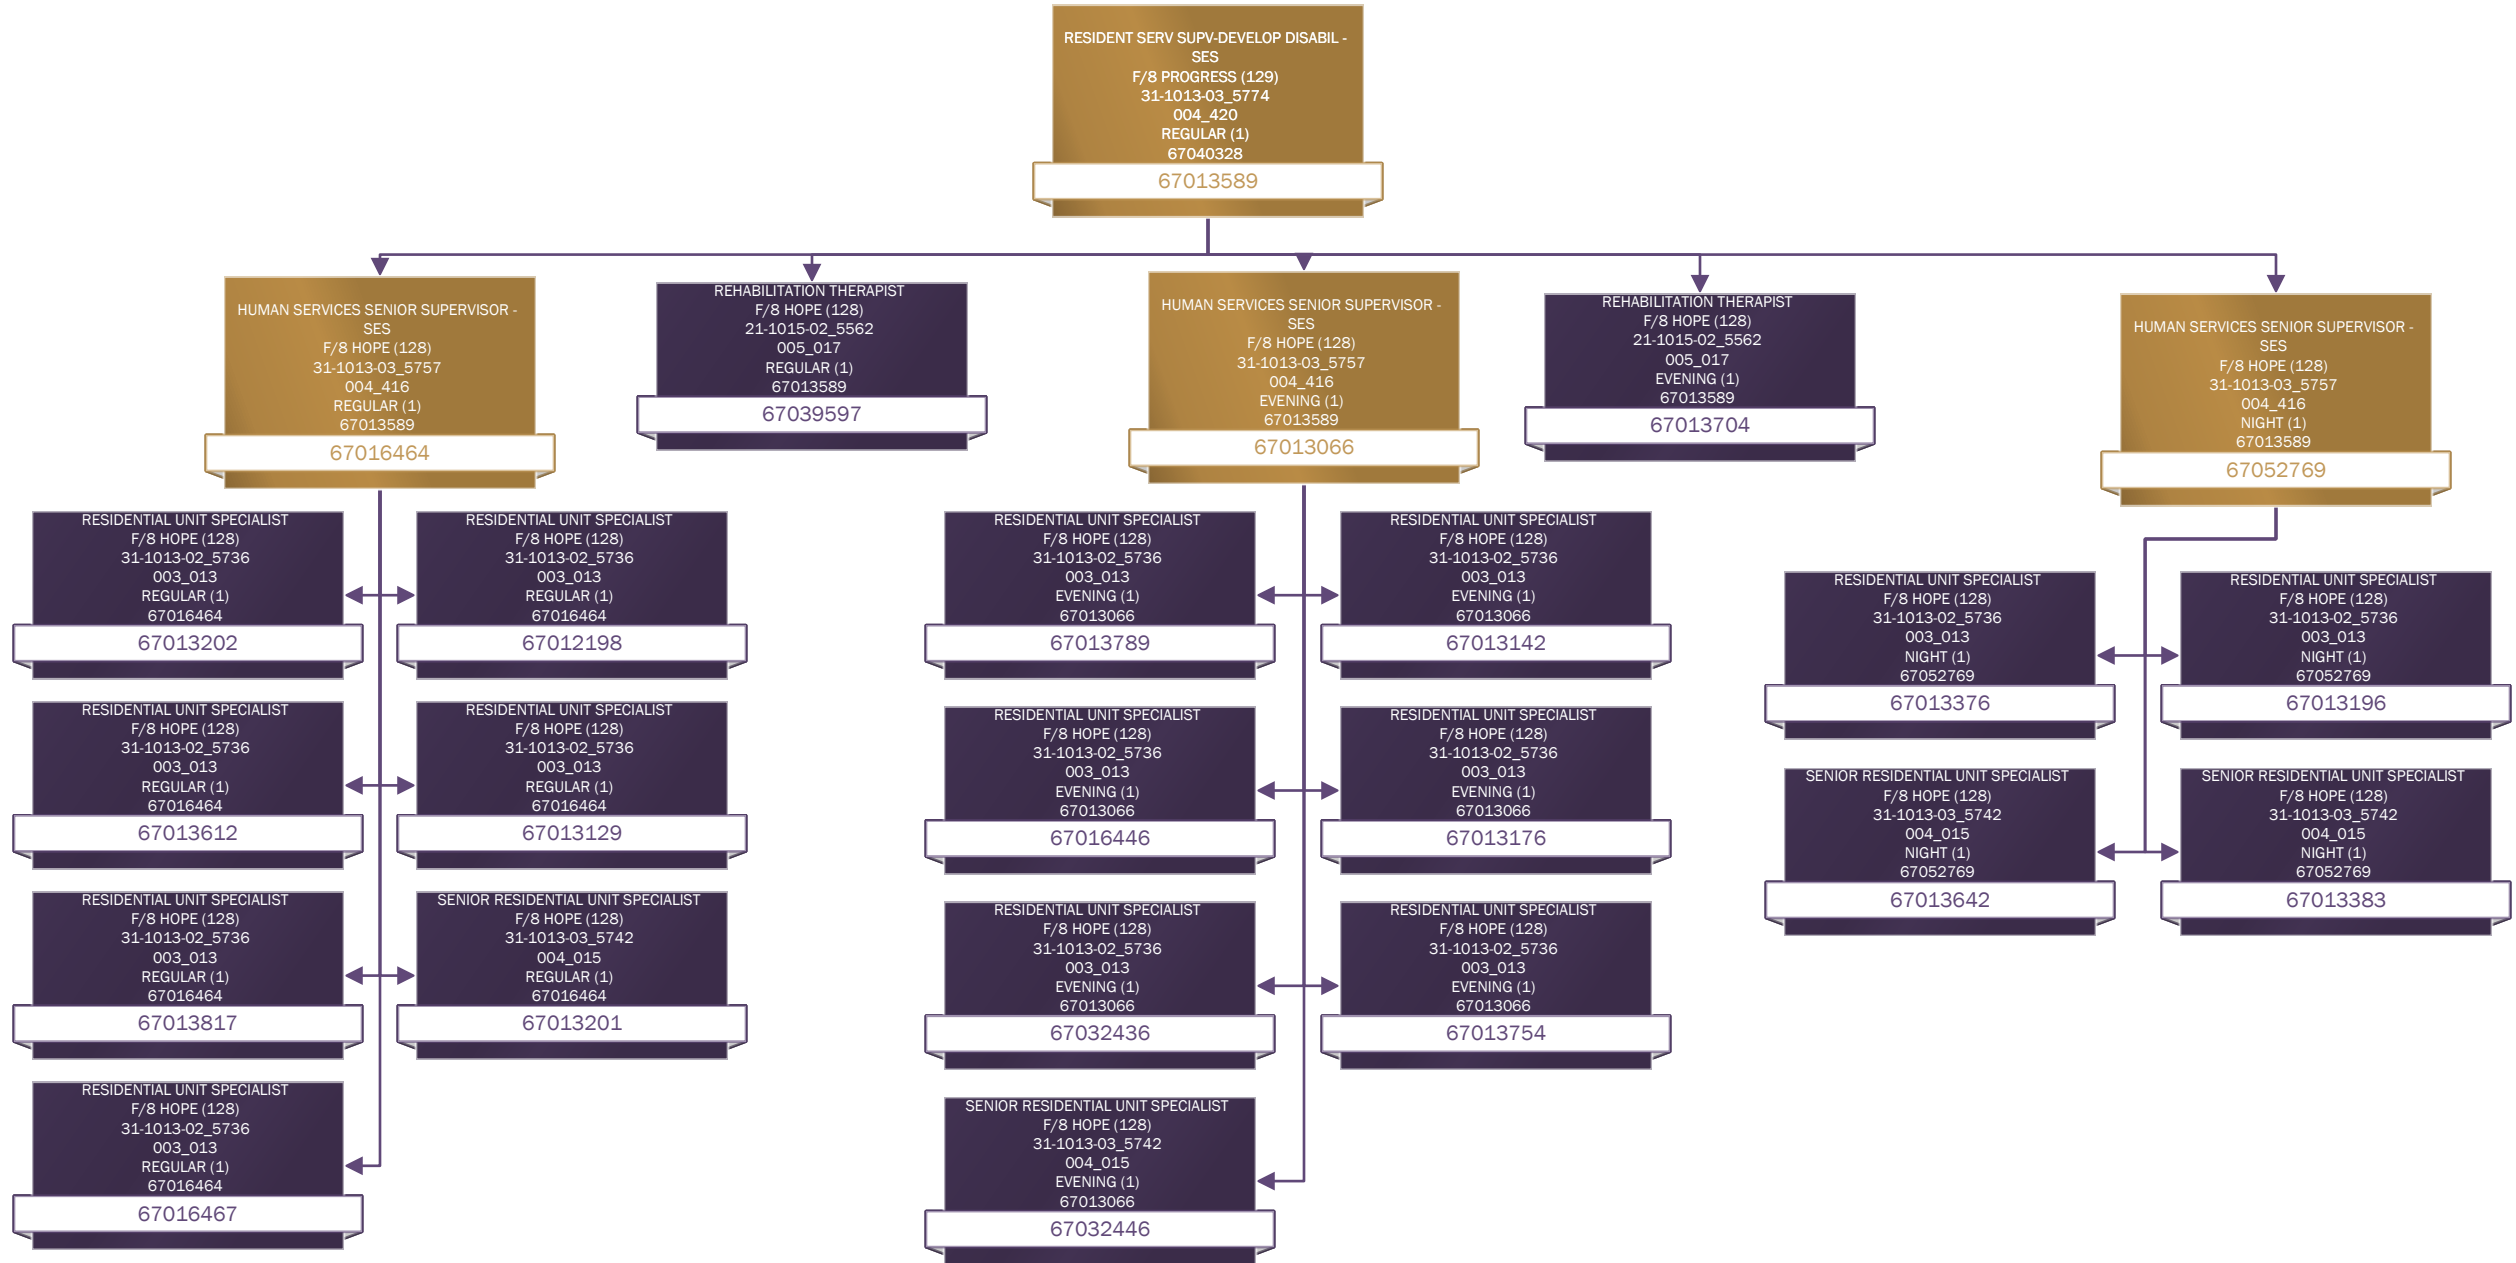 RESIDENT SERV SUPV-DEVELOP DISABIL -
SES
F/8 PROGRESS (129)
31-1013-03_5774
004_420
REGULAR (1)
67040328
67013589
HUMAN SERVICES SENIOR SUPERVISOR -
SES
F/8 HOPE (128)
31-1013-03_5757
004_416
REGULAR (1)
67013589
67016464
REHABILITATION THERAPIST
F/8 HOPE (128)
21-1015-02_5562
005_017
REGULAR (1)
67013589
67039597
HUMAN SERVICES SENIOR SUPERVISOR -
SES
F/8 HOPE (128)
31-1013-03_5757
004_416
EVENING (1)
67013589
67013066
REHABILITATION THERAPIST
F/8 HOPE (128)
21-1015-02_5562
005_017
EVENING (1)
67013589
67013704
HUMAN SERVICES SENIOR SUPERVISOR -
SES
F/8 HOPE (128)
31-1013-03_5757
004_416
NIGHT (1)
67013589
67052769
RESIDENTIAL UNIT SPECIALIST
F/8 HOPE (128)
31-1013-02_5736
003_013
REGULAR (1)
67016464
67013202
RESIDENTIAL UNIT SPECIALIST
F/8 HOPE (128)
31-1013-02_5736
003_013
REGULAR (1)
67016464
67012198
RESIDENTIAL UNIT SPECIALIST
F/8 HOPE (128)
31-1013-02_5736
003_013
REGULAR (1)
67016464
67013612
RESIDENTIAL UNIT SPECIALIST
F/8 HOPE (128)
31-1013-02_5736
003_013
REGULAR (1)
67016464
67013129
RESIDENTIAL UNIT SPECIALIST
F/8 HOPE (128)
31-1013-02_5736
003_013
REGULAR (1)
67016464
67013817
SENIOR RESIDENTIAL UNIT SPECIALIST
F/8 HOPE (128)
31-1013-03_5742
004_015
REGULAR (1)
67016464
67013201
RESIDENTIAL UNIT SPECIALIST
F/8 HOPE (128)
31-1013-02_5736
003_013
REGULAR (1)
67016464
67016467
RESIDENTIAL UNIT SPECIALIST
F/8 HOPE (128)
31-1013-02_5736
003_013
EVENING (1)
67013066
67013789
RESIDENTIAL UNIT SPECIALIST
F/8 HOPE (128)
31-1013-02_5736
003_013
EVENING (1)
67013066
67013142
RESIDENTIAL UNIT SPECIALIST
F/8 HOPE (128)
31-1013-02_5736
003_013
EVENING (1)
67013066
67016446
RESIDENTIAL UNIT SPECIALIST
F/8 HOPE (128)
31-1013-02_5736
003_013
EVENING (1)
67013066
67013176
RESIDENTIAL UNIT SPECIALIST
F/8 HOPE (128)
31-1013-02_5736
003_013
EVENING (1)
67013066
67032436
RESIDENTIAL UNIT SPECIALIST
F/8 HOPE (128)
31-1013-02_5736
003_013
EVENING (1)
67013066
67013754
SENIOR RESIDENTIAL UNIT SPECIALIST
F/8 HOPE (128)
31-1013-03_5742
004_015
EVENING (1)
67013066
67032446
RESIDENTIAL UNIT SPECIALIST
F/8 HOPE (128)
31-1013-02_5736
003_013
NIGHT (1)
67052769
67013376
RESIDENTIAL UNIT SPECIALIST
F/8 HOPE (128)
31-1013-02_5736
003_013
NIGHT (1)
67052769
67013196
SENIOR RESIDENTIAL UNIT SPECIALIST
F/8 HOPE (128)
31-1013-03_5742
004_015
NIGHT (1)
67052769
67013642
SENIOR RESIDENTIAL UNIT SPECIALIST
F/8 HOPE (128)
31-1013-03_5742
004_015
NIGHT (1)
67052769
67013383